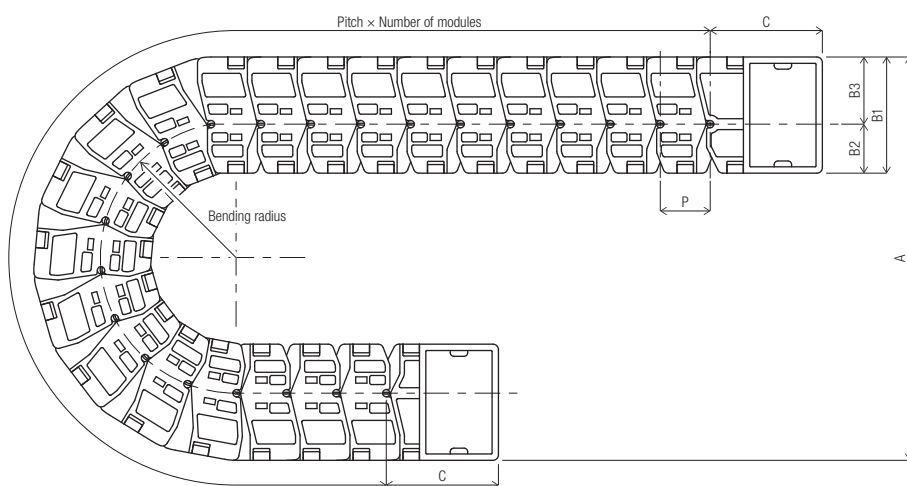 Pitch × Number of modules
C
B3
B1
B2
P
Bending radius
A
C